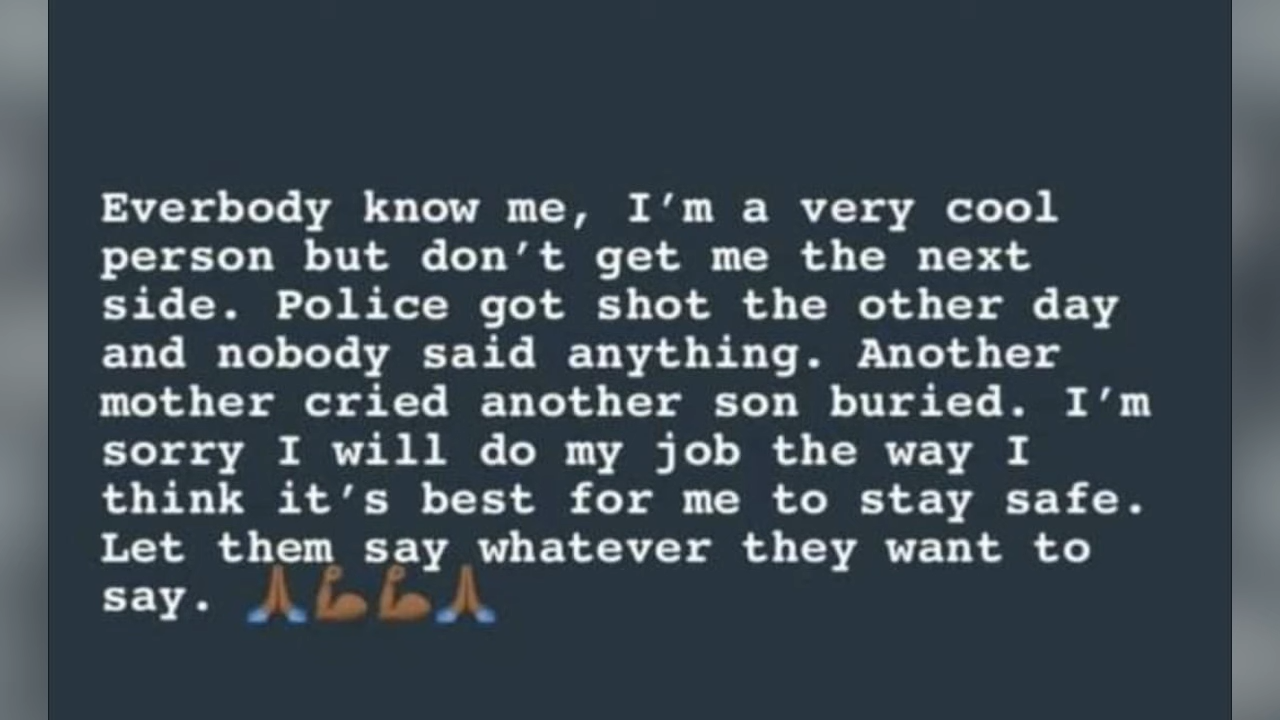 Everbody know me, I’m a very cool
person but don’t get me the next
side. Police got shot the other day
and nobody said anything. Another
mother cried another son buried. I’m
sorry I will do my job the way I
think it’s best for me to stay safe.
Let them say whatever they want to
say. 🙏🏾💪🏾💪🏾🙏🏾